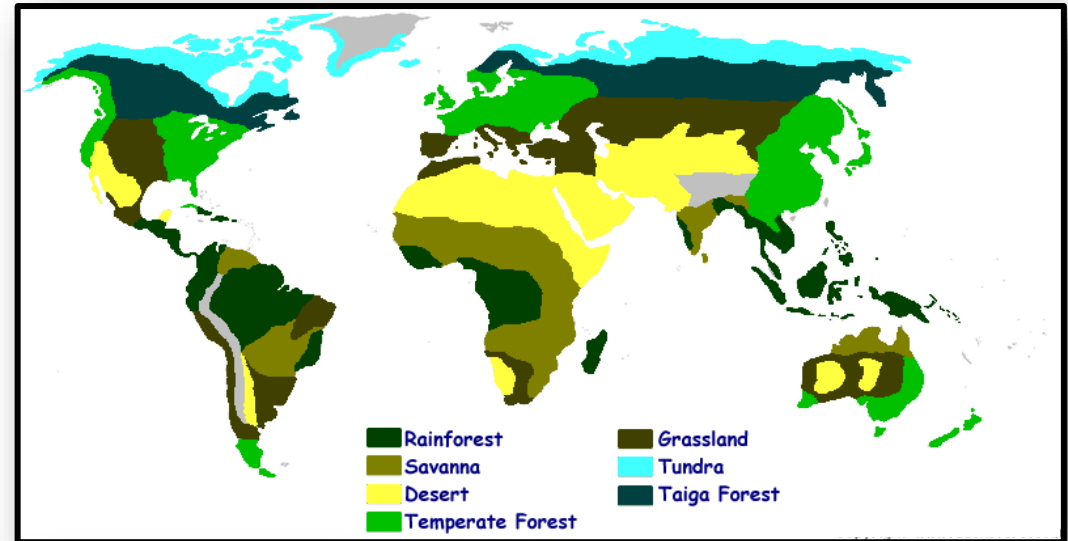 Rainforest
Savanna
Desert
Temperate Forest
Grassland
Tundra
Taiga Forest